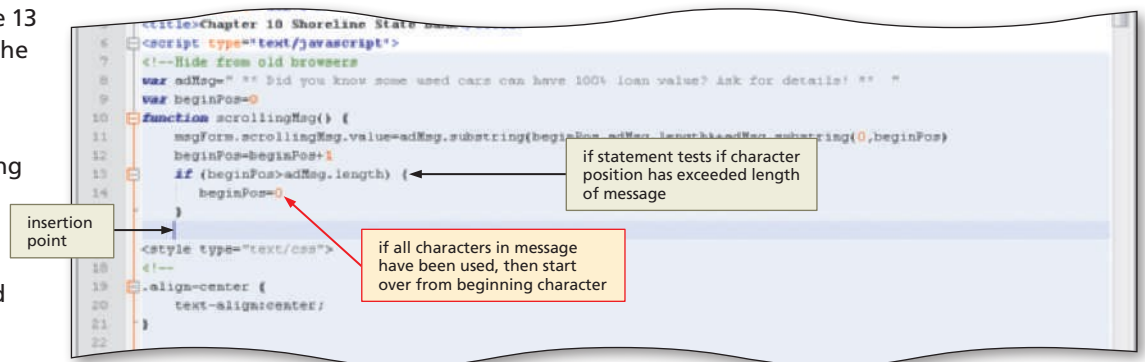 e 13
he
ng
d
<title>Chapter 10 Shoreline State
6 <script type="text/javascript">
7 <!--Hide from old browsers
8 var adMsg=" ** Did you know some used cars can have 100% loan value? Ask for details! ** "
9 var beginPos=0
10 function scrollingMsg() {
11 msgForm.scrollingMsg.value=adMsg.substring(beginPos,adMsg.length)+adMsg.substring(0,beginPos)
12 beginPos=beginPos+1
13 if (beginPos>adMsg.length) {
14 beginPos=0
}
<style type="text/css">
18 <!--
19 .align-center {
20 text-align:center;
21 }
22
if statement tests if character
position has exceeded length
of message
insertion
point
if all characters in message
have been used, then start
over from beginning character